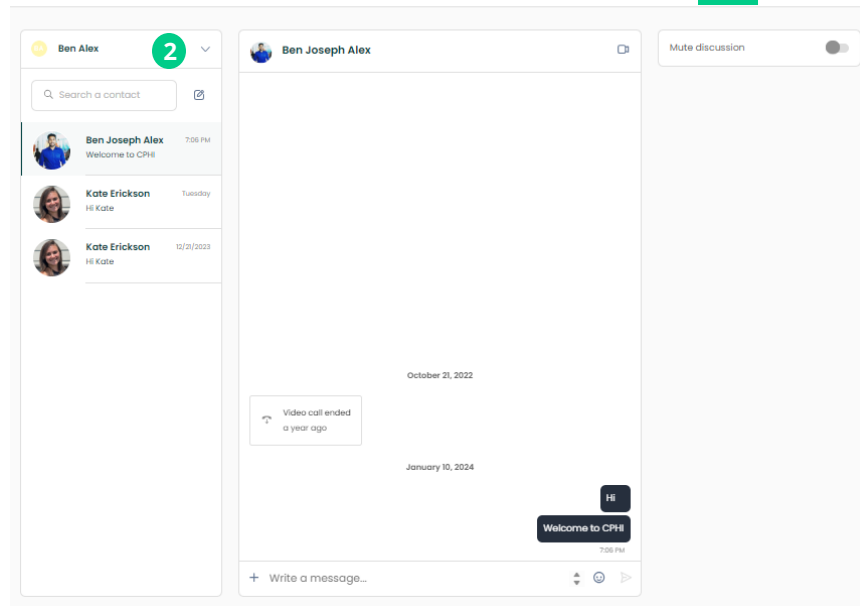 Ben Alex
2
Search a contact
Ben Joseph Alex
7:06 PM
Welcome to CPHI
Kate Erickson
Tuesday
Hi Kate
Kate Erickson
12/21/2023
Hi Kate
Ben Joseph Alex
October 21, 2022
Video call ended
a year ago
January 10, 2024
Hi
Welcome to CPHI
7:06 PM
Write a message...
Mute discussion